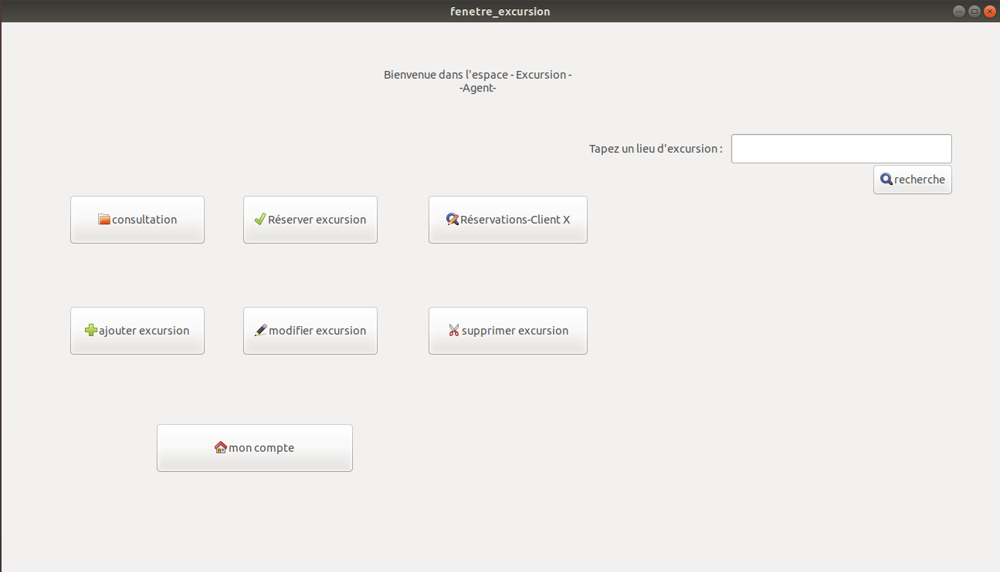 fenetre_excursion
Bienvenue dans l'espace - Excursion -
-Agent-
Tapez un lieu d'excursion :
recherche
consultation
Réserver excursion
Réservations-Client X
ajouter excursion
modifier excursion
supprimer excursion
mon compte